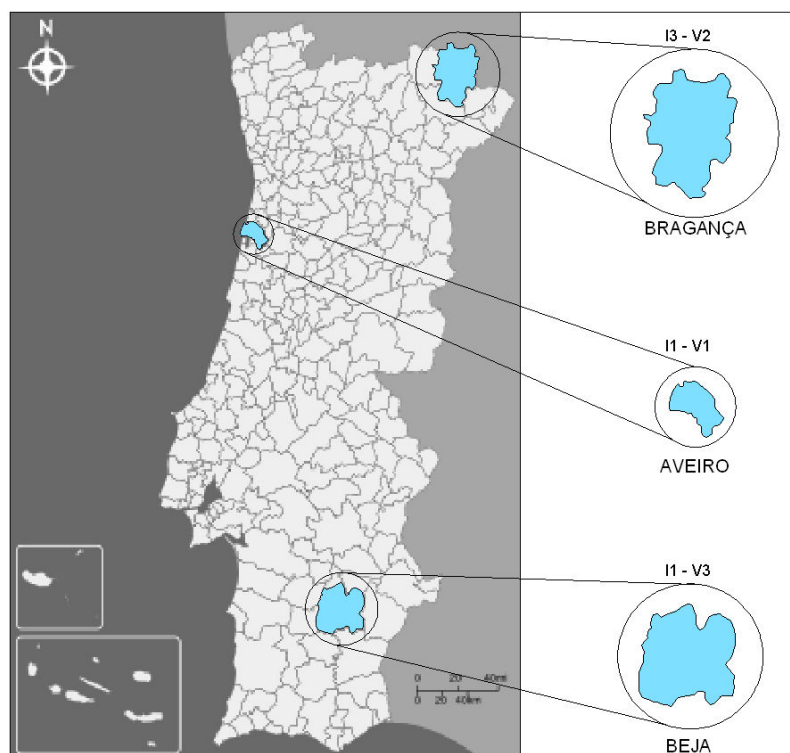 N
I3 - V2
BRAGANÇA
I1 - V1
AVEIRO
I1 - V3
BEJA
0 20 40mi
0 20 40km